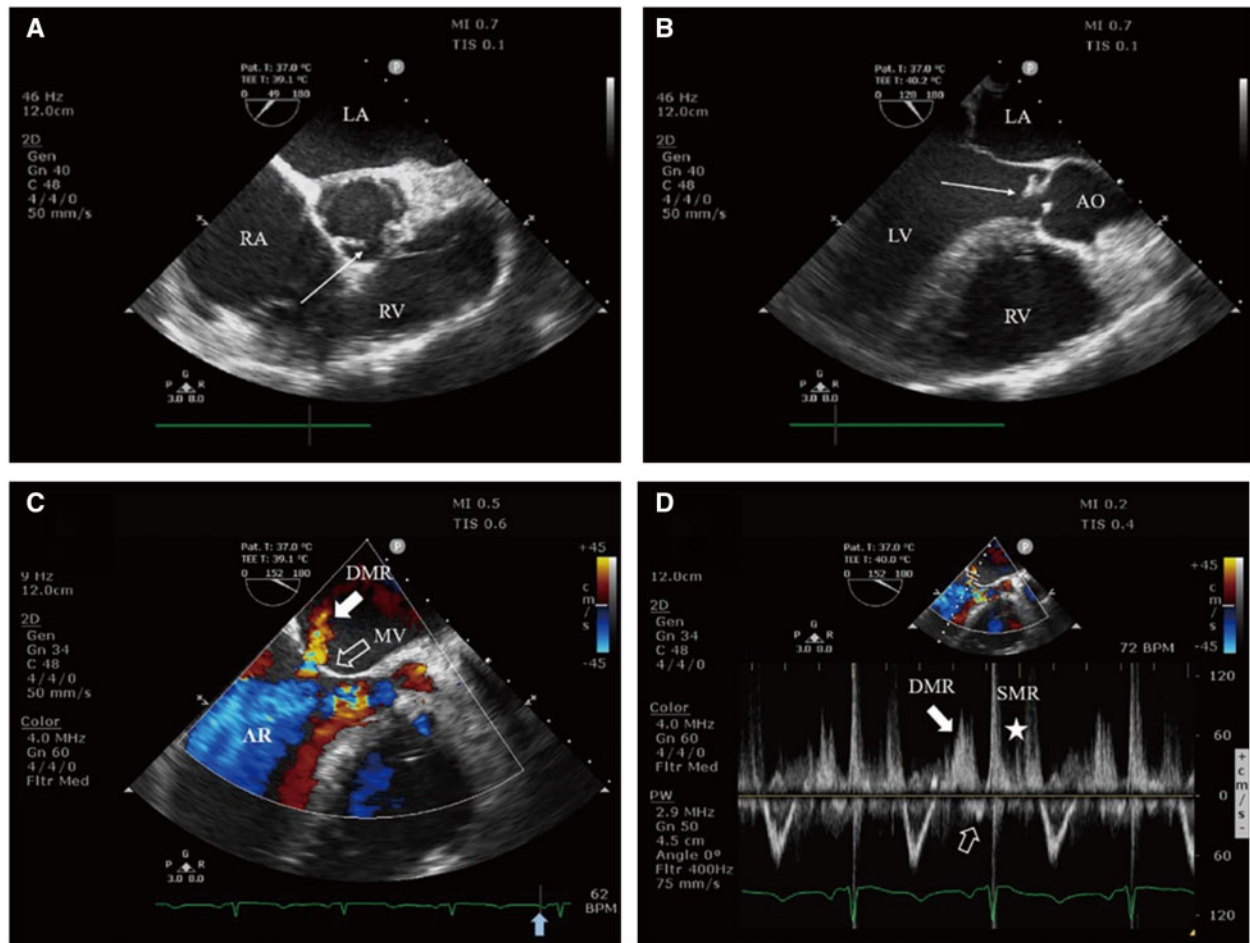 A
MI 0.7
TIS 0.1
Pat. T: 37.0 °C
TEE T: 39.1 °C
0 49 180
P
46 Hz
12.0cm
2D
Gen
Gn 40
C 48
4/4/0
50 mm/s
LA
RA
RV
G
P R
3.0 8.0
B
MI 0.7
TIS 0.1
Pat. T: 37.0 °C
TEE T: 40.2 °C
0 128 180
P
46 Hz
12.0cm
2D
Gen
Gn 40
C 48
4/4/0
50 mm/s
LA
AO
LV
RV
G
P R
3.0 8.0
C
MI 0.5
TIS 0.6
Pat. T: 37.0 °C
TEE T: 39.1 °C
0 152 180
P
+45
c
m
/
s
-45
9 Hz
12.0cm
2D
Gen
Gn 34
C 48
4/4/0
50 mm/s
Color
4.0 MHz
Gn 60
4/4/0
Fltr Med
DMR
MV
AR
G
P R
3.0 8.0
62
BPM
D
MI 0.2
TIS 0.4
Pat. T: 37.0 °C
TEE T: 40.0 °C
0 152 180
P
+45
c
m
/
s
-45
12.0cm
2D
Gen
Gn 34
C 48
4/4/0
Color
4.0 MHz
Gn 60
4/4/0
Fltr Med
PW
2.9 MHz
Gn 50
4.5 cm
Angle 0°
Fltr 400Hz
75 mm/s
G
P R
3.0 8.0
72 BPM
DMR
SMR
120
60
0
60
120
+
c
m
/
s
-